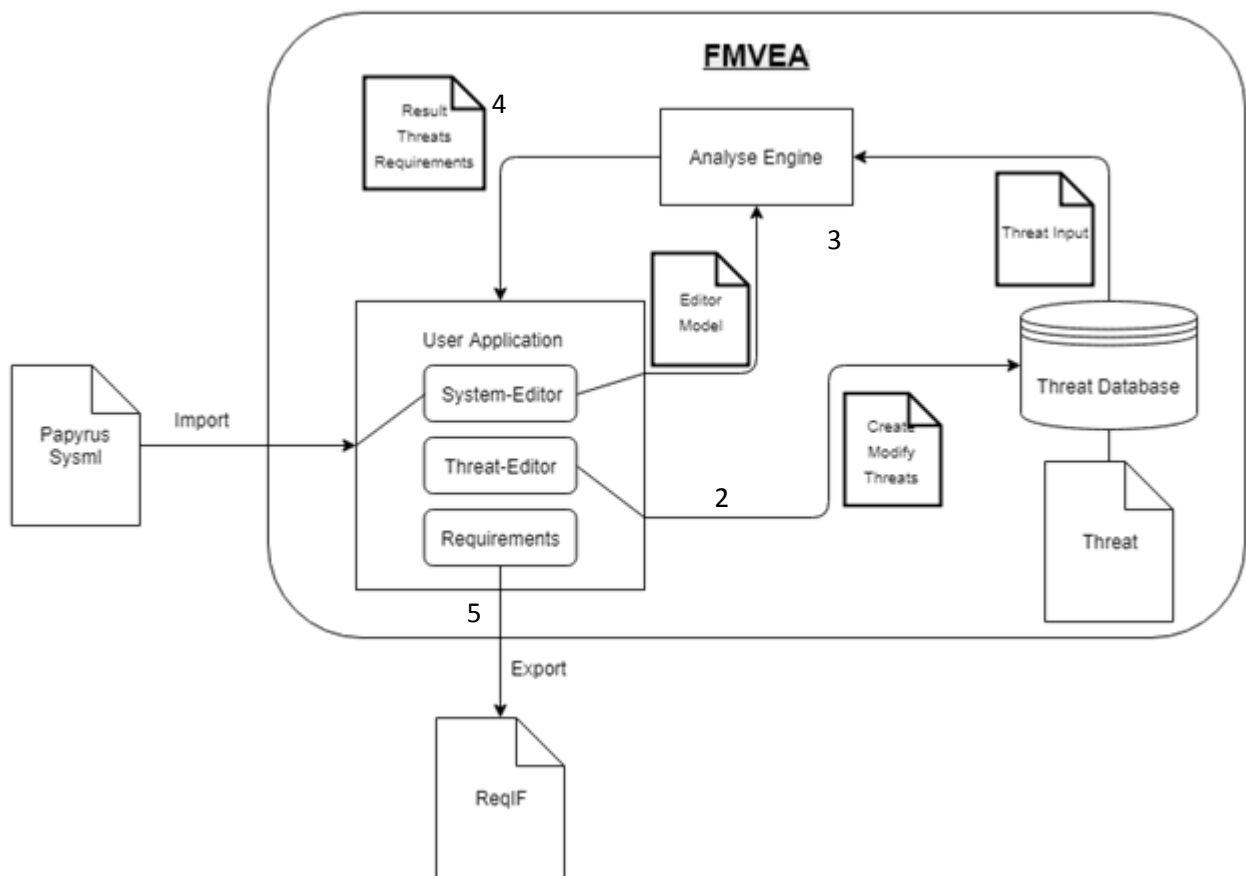 FMVEA
Result
Threats
Requirements
4
Analyse Engine
3
Threat Input
Editor
Model
User Application
System-Editor
Threat-Editor
Requirements
Papyrus
Sysml
Import
Threat Database
Create
Modify
Threats
2
Threat
5
Export
ReqIF